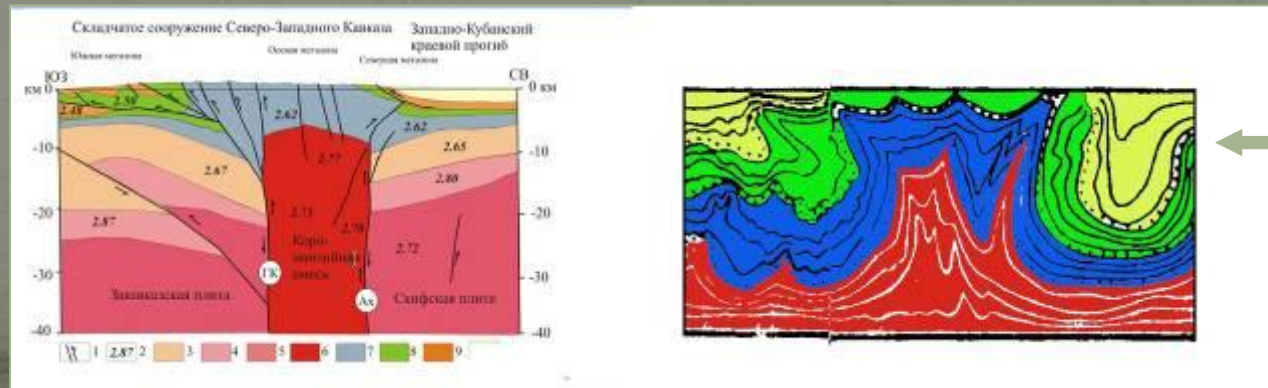 Складчатое сооружение Северо-Западного Кавказа
Западно-Кубанский
краевой прогиб
Южная мегазона
Осевая мегазона
Северная мегазона
ЮЗ
СВ
км 0
0 км
2.48
2.58
2.62
2.62
2.77
2.65
-10
-10
2.67
2.80
-20
-20
2.87
2.75
2.70
2.72
Коро-
мантийная
смесь
-30
ГК
-30
Ах
Закавказская плита
Скифская плита
-40
-40
1 2.87 2 3 4 5 6 7 8 9